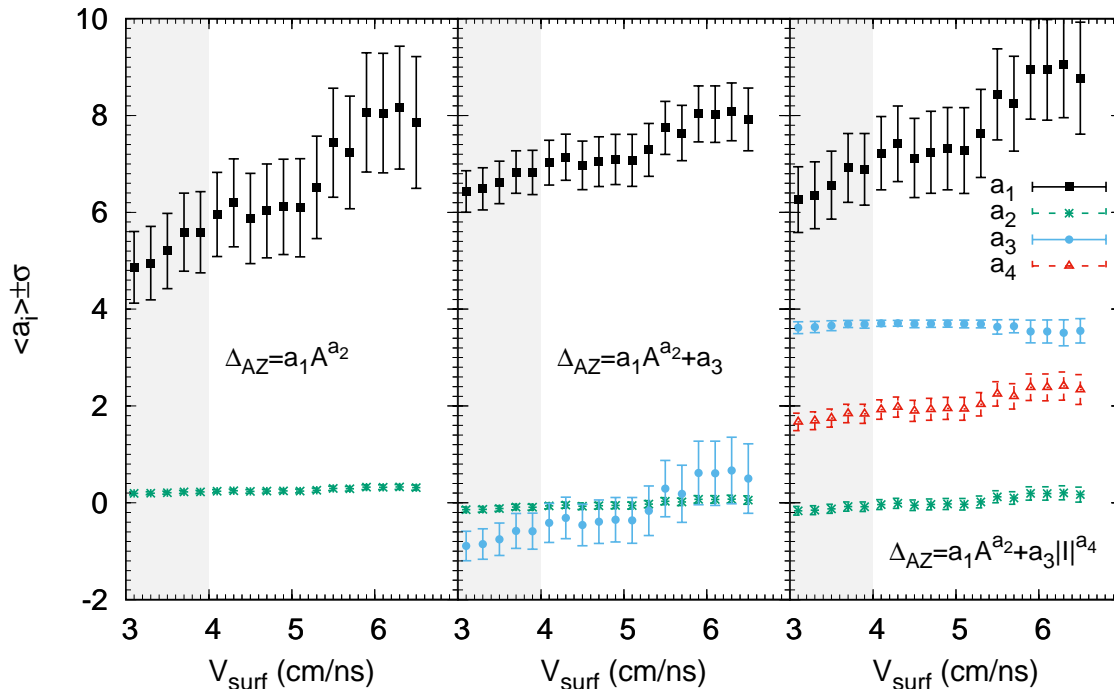 10
8
6
4
2
0
-2
<a_i>±σ
Δ_AZ=a_1A^a_2
Δ_AZ=a_1A^a_2+a_3
a_1
a_2
a_3
a_4
Δ_AZ=a_1A^a_2+a_3|I|^a_4
3 4 5 6 3 4 5 6 3 4 5 6
V_surf (cm/ns) V_surf (cm/ns) V_surf (cm/ns)